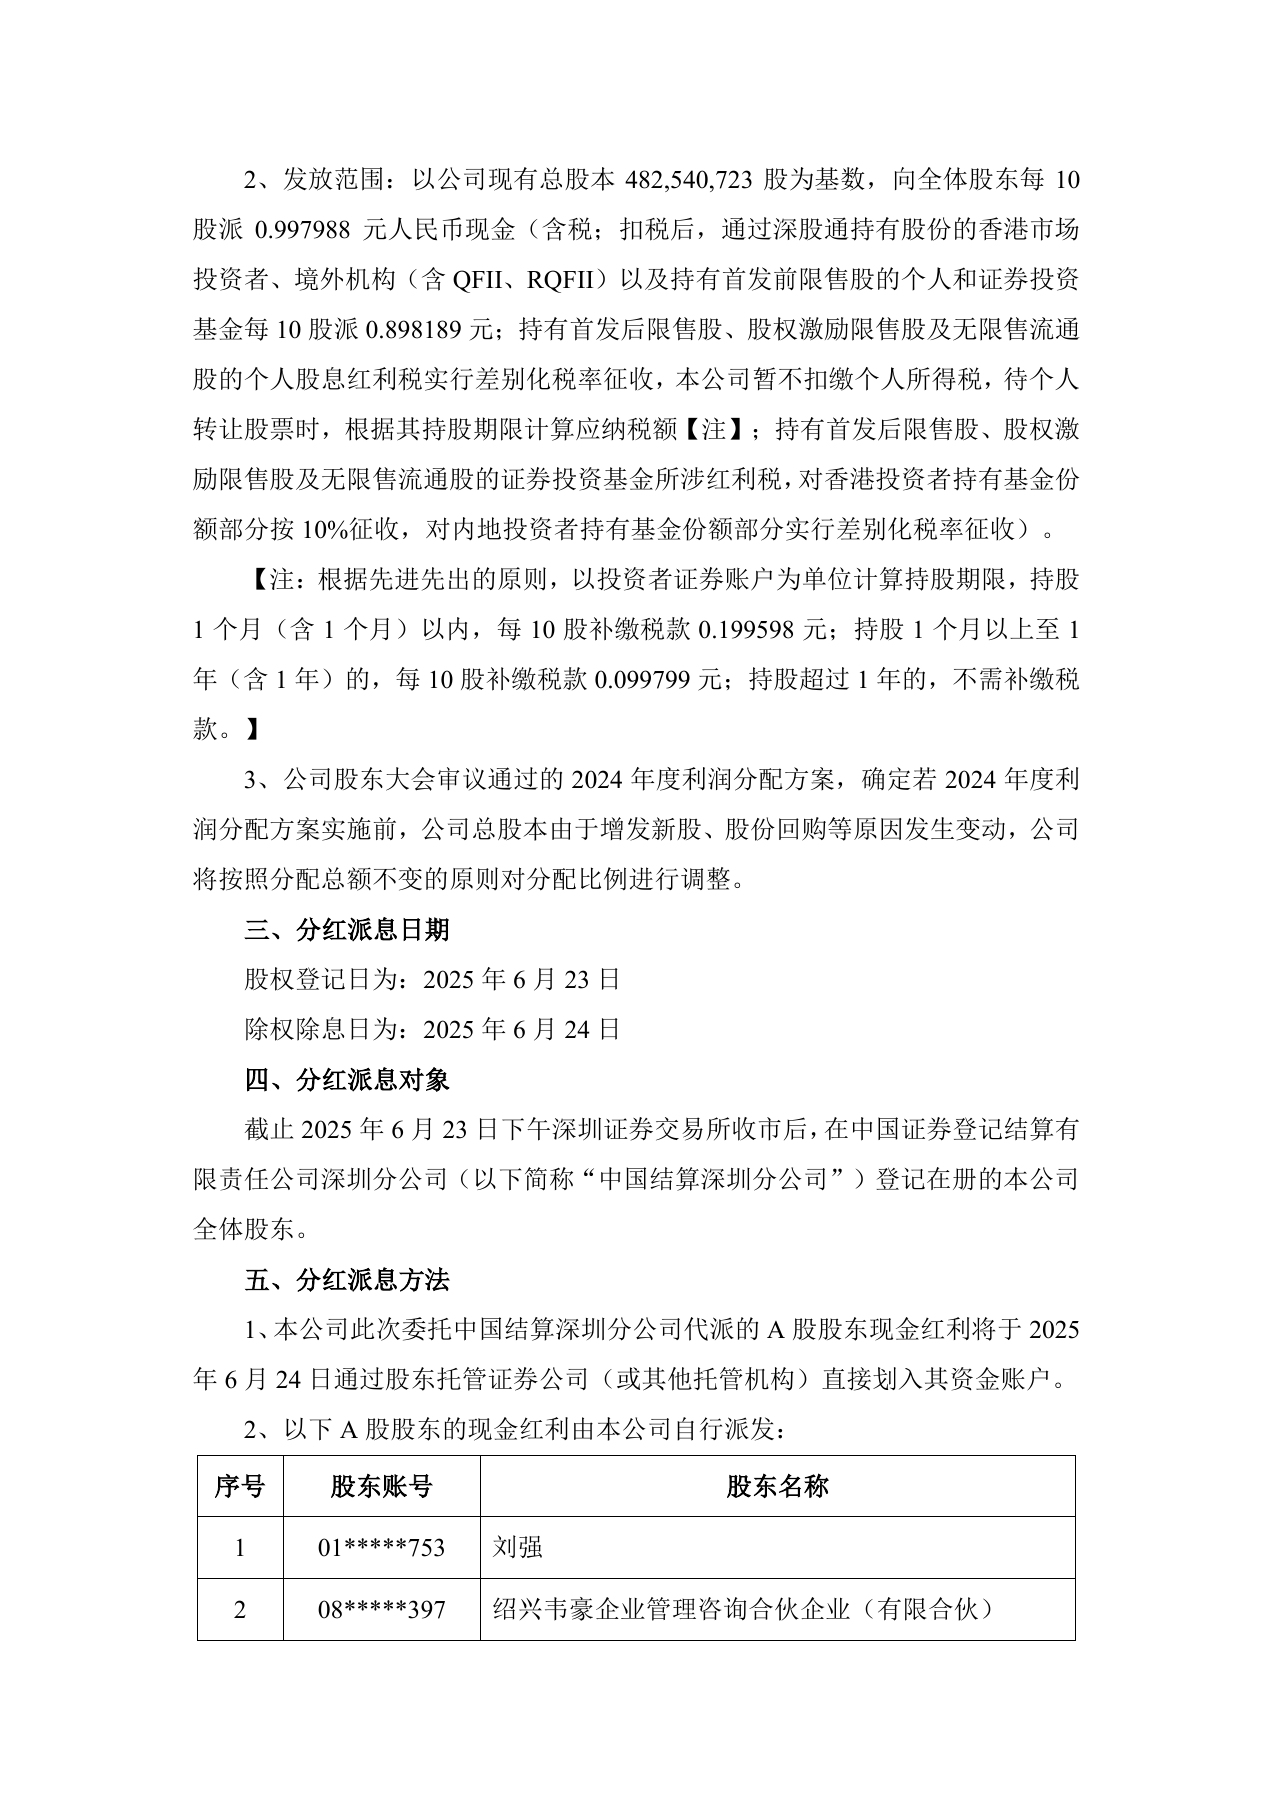 2、发放范围：以公司现有总股本 482,540,723 股为基数，向全体股东每 10
股派 0.997988 元人民币现金（含税；扣税后，通过深股通持有股份的香港市场
投资者、境外机构（含 QFII、RQFII）以及持有首发前限售股的个人和证券投资
基金每 10 股派 0.898189 元；持有首发后限售股、股权激励限售股及无限售流通
股的个人股息红利税实行差别化税率征收，本公司暂不扣缴个人所得税，待个人
转让股票时，根据其持股期限计算应纳税额【注】；持有首发后限售股、股权激
励限售股及无限售流通股的证券投资基金所涉红利税，对香港投资者持有基金份
额部分按 10%征收，对内地投资者持有基金份额部分实行差别化税率征收）。
【注：根据先进先出的原则，以投资者证券账户为单位计算持股期限，持股
1 个月（含 1 个月）以内，每 10 股补缴税款 0.199598 元；持股 1 个月以上至 1
年（含 1 年）的，每 10 股补缴税款 0.099799 元；持股超过 1 年的，不需补缴税
款。】
3、公司股东大会审议通过的 2024 年度利润分配方案，确定若 2024 年度利
润分配方案实施前，公司总股本由于增发新股、股份回购等原因发生变动，公司
将按照分配总额不变的原则对分配比例进行调整。
三、分红派息日期
股权登记日为：2025 年 6 月 23 日
除权除息日为：2025 年 6 月 24 日
四、分红派息对象
截止 2025 年 6 月 23 日下午深圳证券交易所收市后，在中国证券登记结算有
限责任公司深圳分公司（以下简称“中国结算深圳分公司”）登记在册的本公司
全体股东。
五、分红派息方法
1、本公司此次委托中国结算深圳分公司代派的 A 股股东现金红利将于 2025
年 6 月 24 日通过股东托管证券公司（或其他托管机构）直接划入其资金账户。
2、以下 A 股股东的现金红利由本公司自行派发：
序号 股东账号 股东名称
1 01*****753 刘强
2 08*****397 绍兴韦豪企业管理咨询合伙企业（有限合伙）